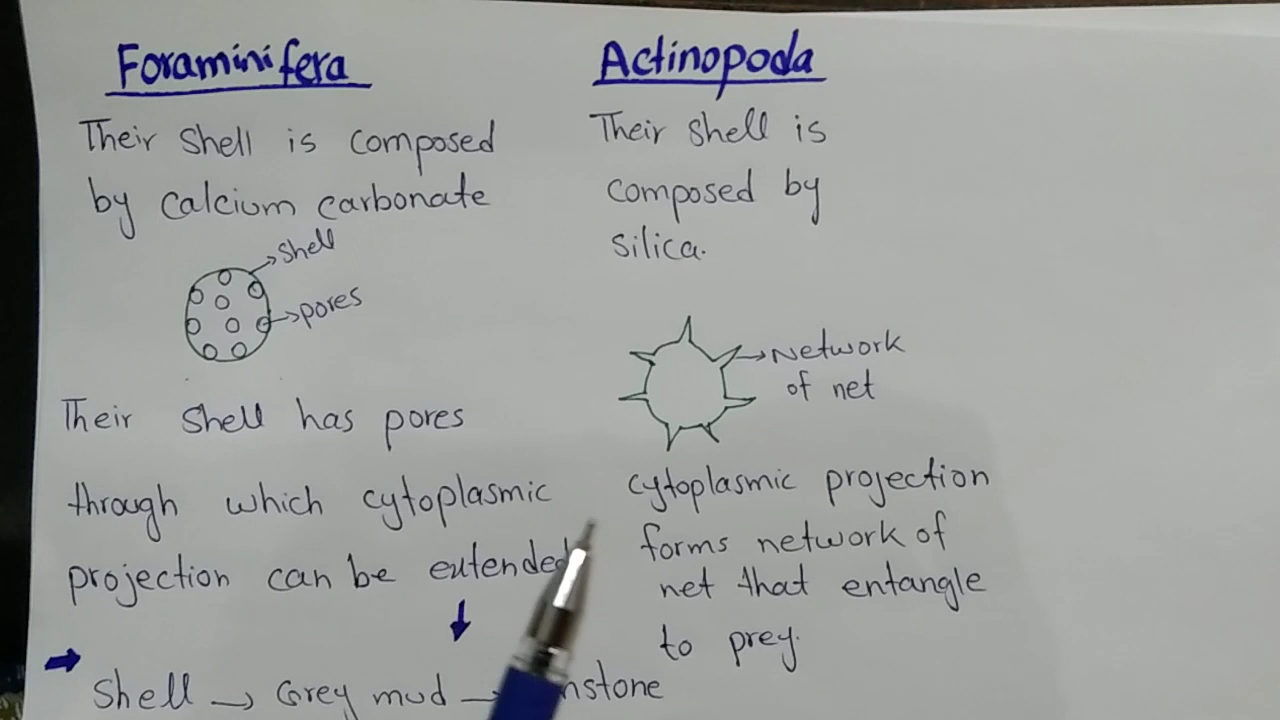 Foraminifera
Their shell is composed
by calcium carbonate
shell
pores
Their shell has pores
through which cytoplasmic
projection can be extended
Shell → Grey mud →
Actinopoda
Their shell is
composed by
silica.
Network
of net
cytoplasmic projection
forms network of
net that entangle
to prey.